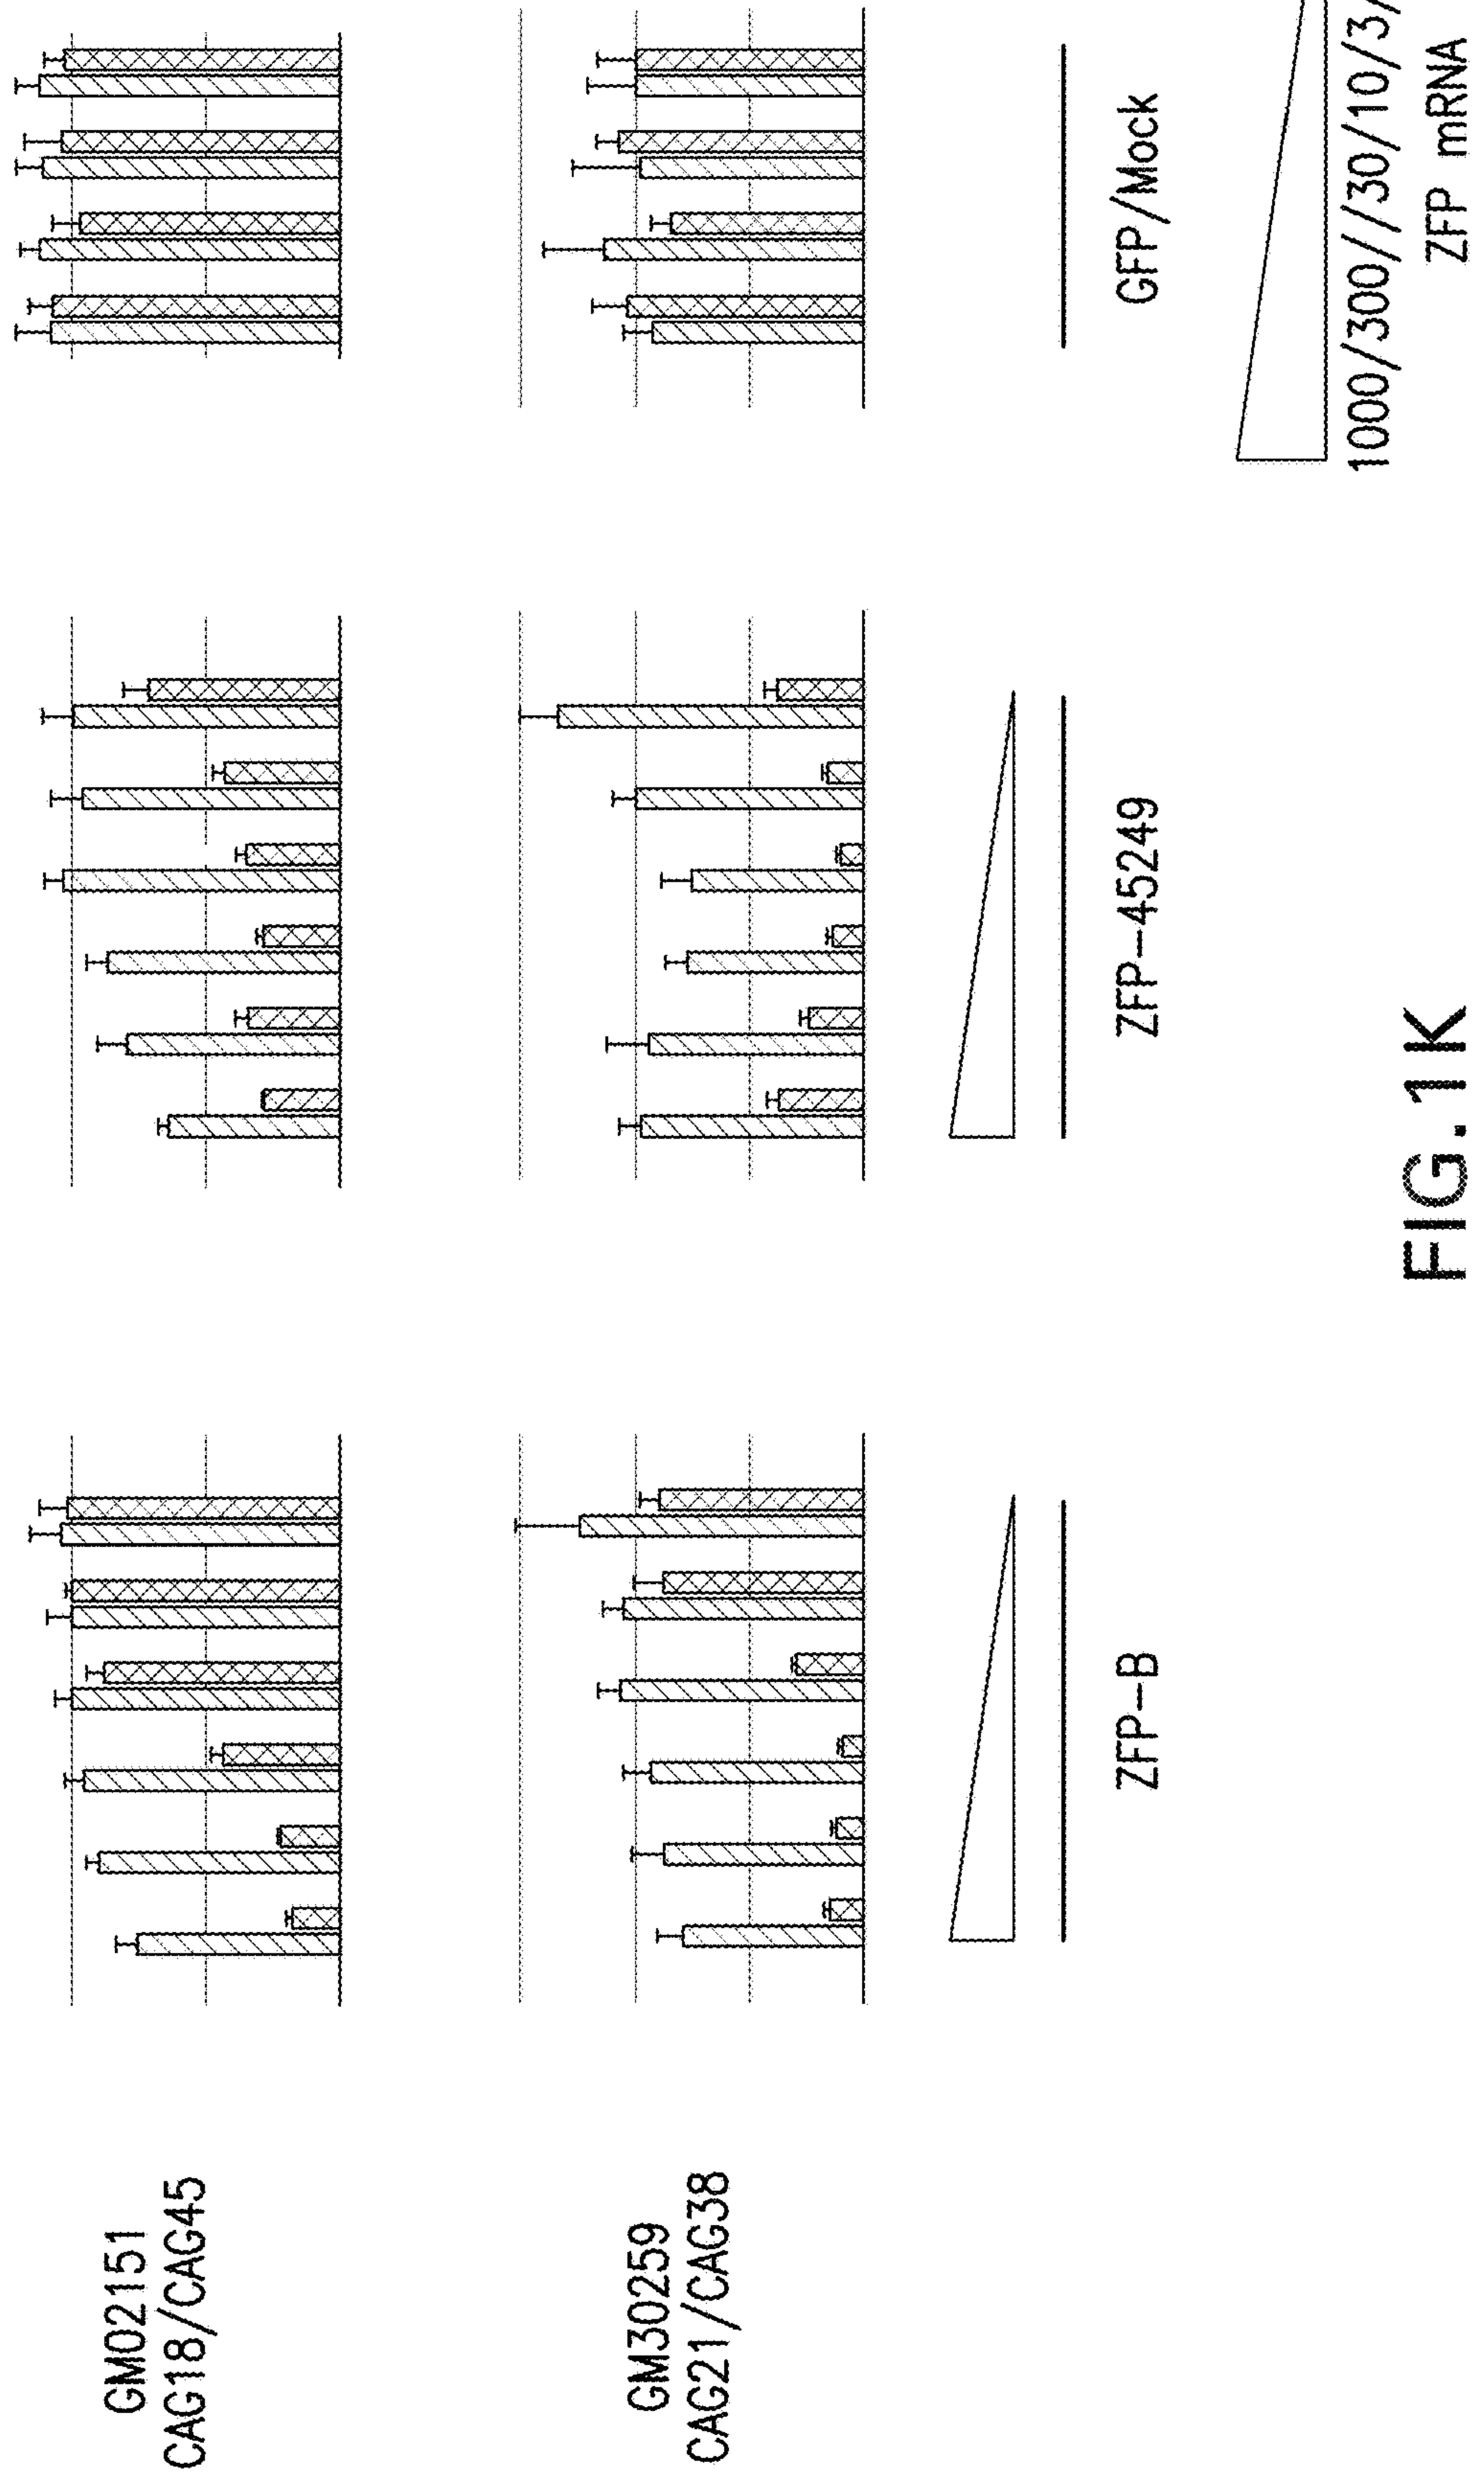 GM02151
CAG18/CAG45
GM30259
CAG21/CAG38
ZFP-B
ZFP-45249
GFP/Mock
1000/300//30/10/3/
ZFP mRNA
FIG. 1K